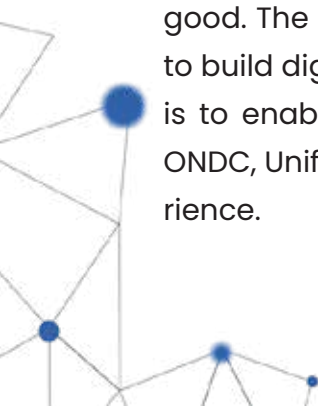 good. The
to build dig
is to enab
ONDC, Unif
rience.